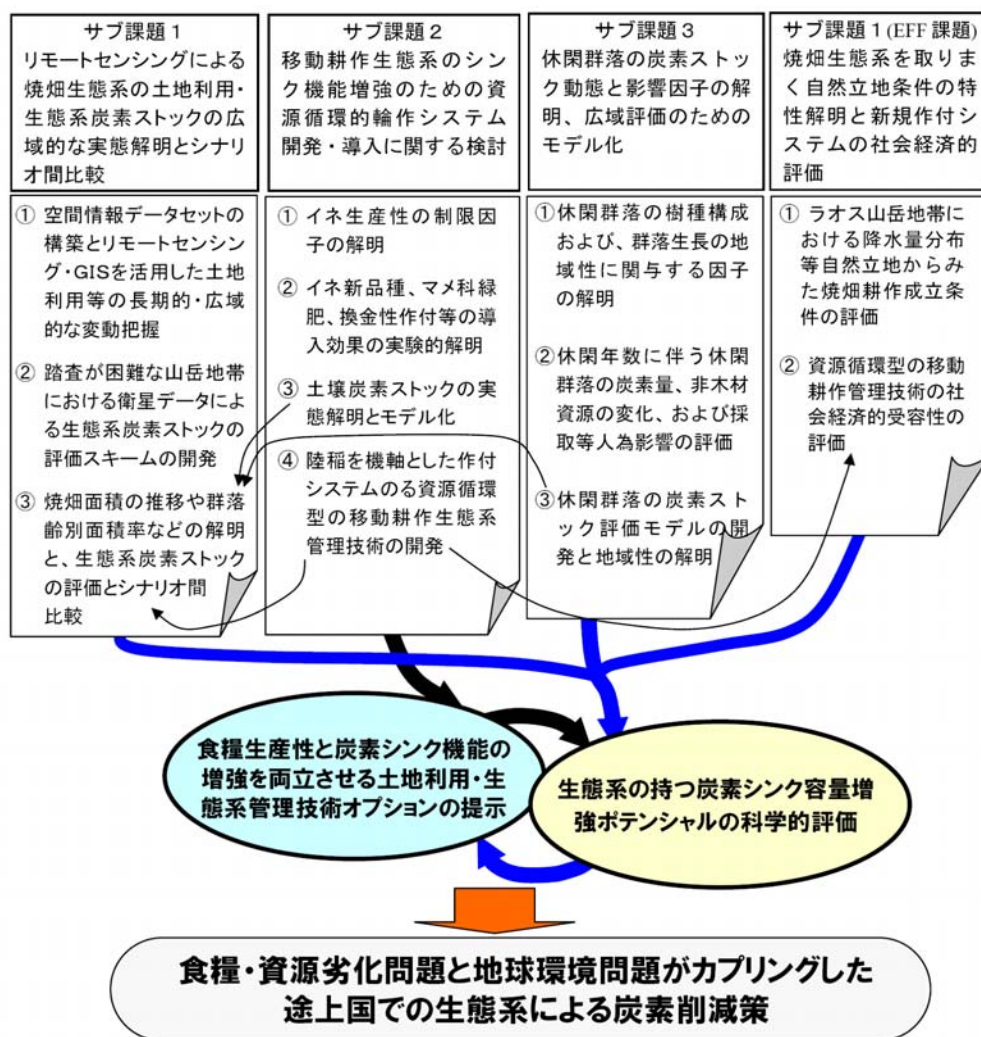 サブ課題１
リモートセンシングによる
焼畑生態系の土地利用・
生態系炭素ストックの広
域的な実態解明とシナリ
オ間比較
① 空間情報データセットの
構築とリモートセンシン
グ・GISを活用した土地
利用等の長期的・広域
的な変動把握
② 踏査が困難な山岳地帯
における衛星データによ
る生態系炭素ストックの
評価スキームの開発
③ 焼畑面積の推移や群落
齢別面積率などの解明
と、生態系炭素ストック
の評価とシナリオ間
比較
サブ課題２
移動耕作生態系のシン
ク機能増強のための資
源循環的輪作システム
開発・導入に関する検討
① イネ生産性の制限因
子の解明
② イネ新品種、マメ科緑
肥、換金性作付等の導
入効果の実験的解明
③ 土壌炭素ストックの実
態解明とモデル化
④ 陸稲を機軸とした作付
システムのる資源循環
型の移動耕作生態系
管理技術の開発
サブ課題３
休閑群落の炭素ストッ
ク動態と影響因子の解
明、広域評価のための
モデル化
①休閑群落の樹種構成
および、群落生長の地
域性に関与する因子
の解明
②休閑年数に伴う休閑
群落の炭素量、非木材
資源の変化、および採
取等人為影響の評価
③休閑群落の炭素スト
ック評価モデルの開
発と地域性の解明
サブ課題１(EFF 課題)
焼畑生態系を取りま
く自然立地条件の特
性解明と新規作付シ
ステムの社会経済的
評価
① ラオス山岳地帯に
おける降水量分布
等自然立地からみ
た焼畑耕作成立条
件の評価
② 資源循環型の移動
耕作管理技術の社
会経済的受容性の
評価
食糧生産性と炭素シンク機能の
増強を両立させる土地利用・生
態系管理技術オプションの提示
生態系の持つ炭素シンク容量増
強ポテンシャルの科学的評価
食糧・資源劣化問題と地球環境問題がカプリングした
途上国での生態系による炭素削減策